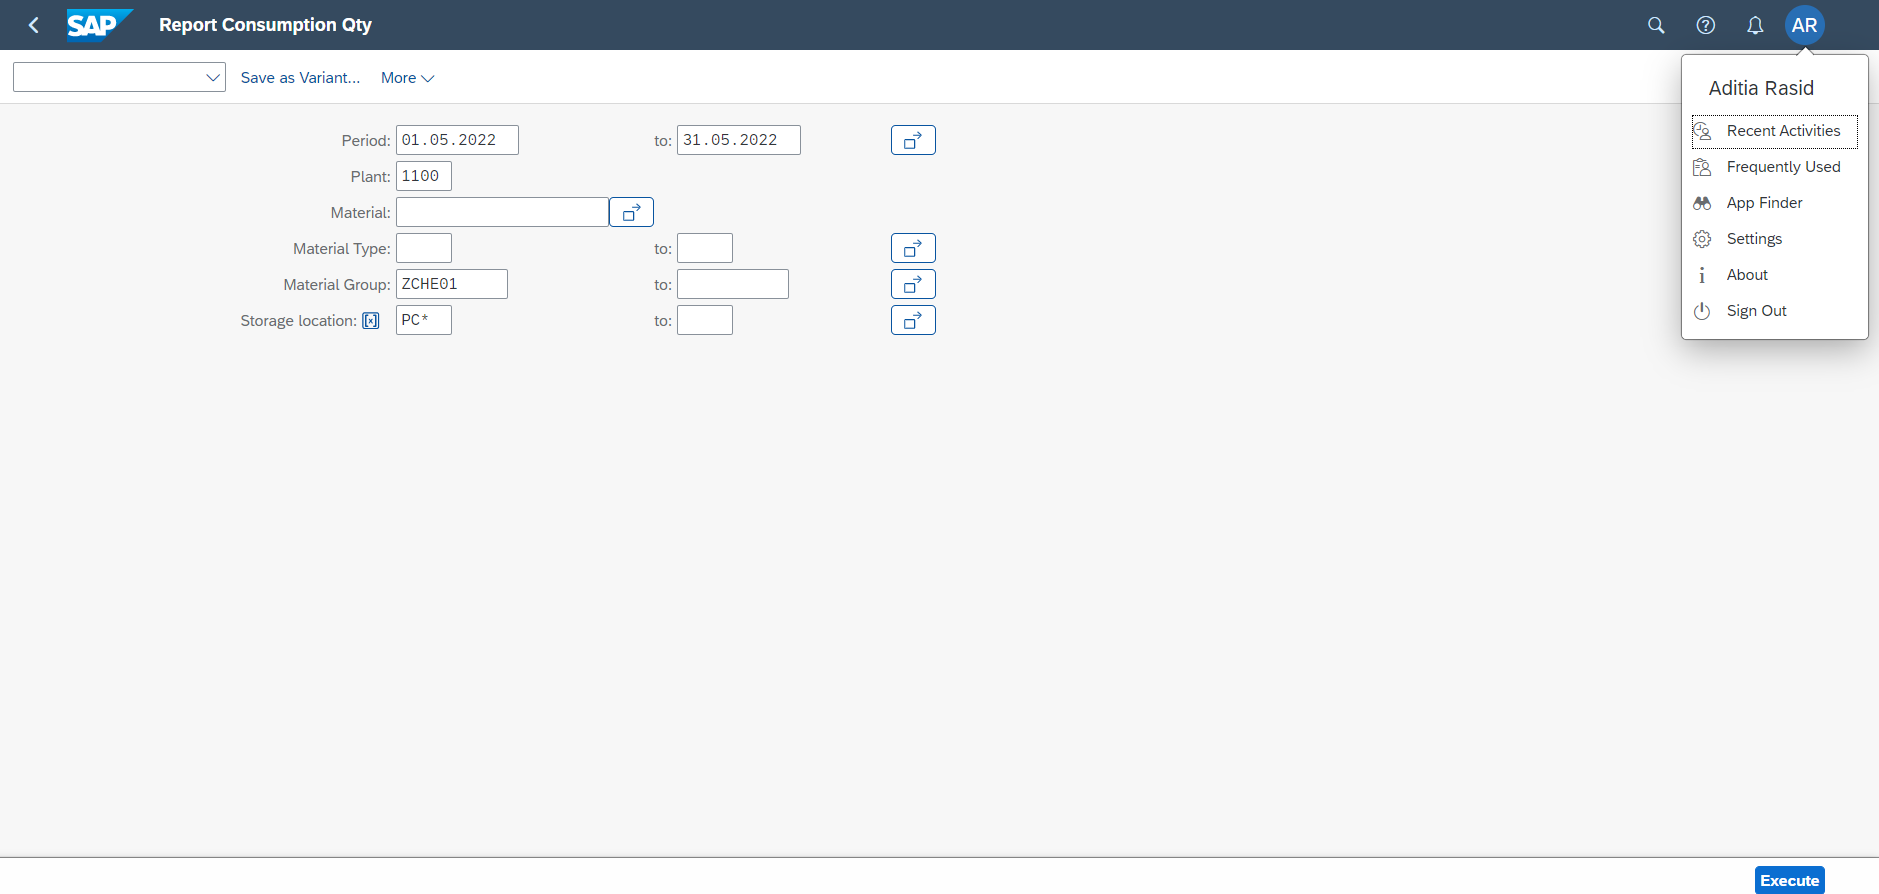 SAP Report Consumption Qty AR
Save as Variant... More
Aditia Rasid
Recent Activities
Frequently Used
App Finder
Settings
About
Sign Out
Period: 01.05.2022 to: 31.05.2022
Plant: 1100
Material:
Material Type: to:
Material Group: ZCHE01 to:
Storage location: PC* to:
Execute